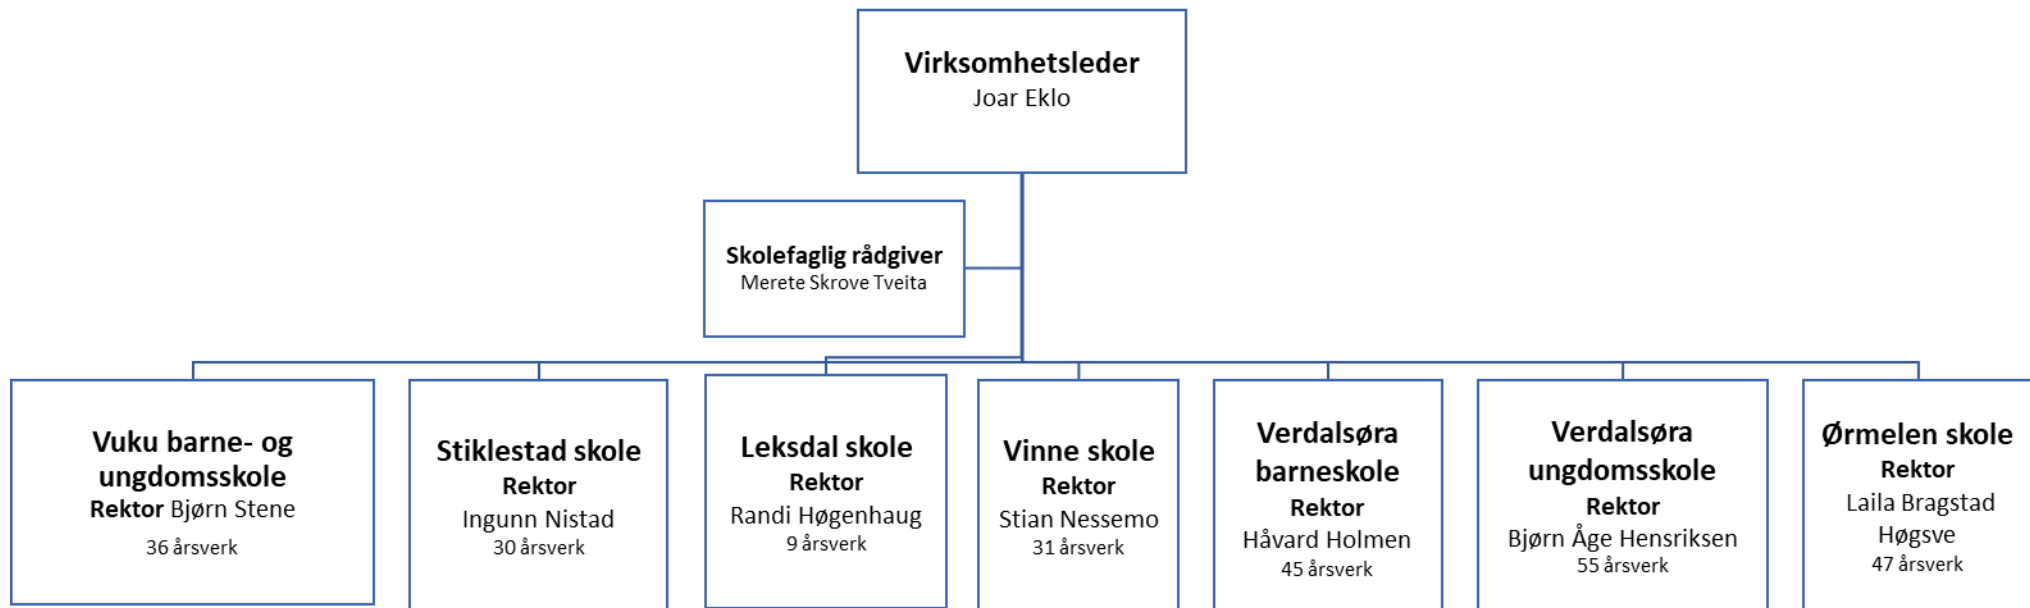 Virksomhetsleder
Joar Eklo
Skolefaglig rådgiver
Merete Skrove Tveita
Vuku barne- og
ungdomsskole
Rektor Bjørn Stene
36 årsverk
Stiklestad skole
Rektor
Ingunn Nistad
30 årsverk
Leksdal skole
Rektor
Randi Høgenhaug
9 årsverk
Vinne skole
Rektor
Stian Nessemo
31 årsverk
Verdalsøra
barneskole
Rektor
Håvard Holmen
45 årsverk
Verdalsøra
ungdomsskole
Rektor
Bjørn Åge Hensriksen
55 årsverk
Ørmelen skole
Rektor
Laila Bragstad
Høgsve
47 årsverk